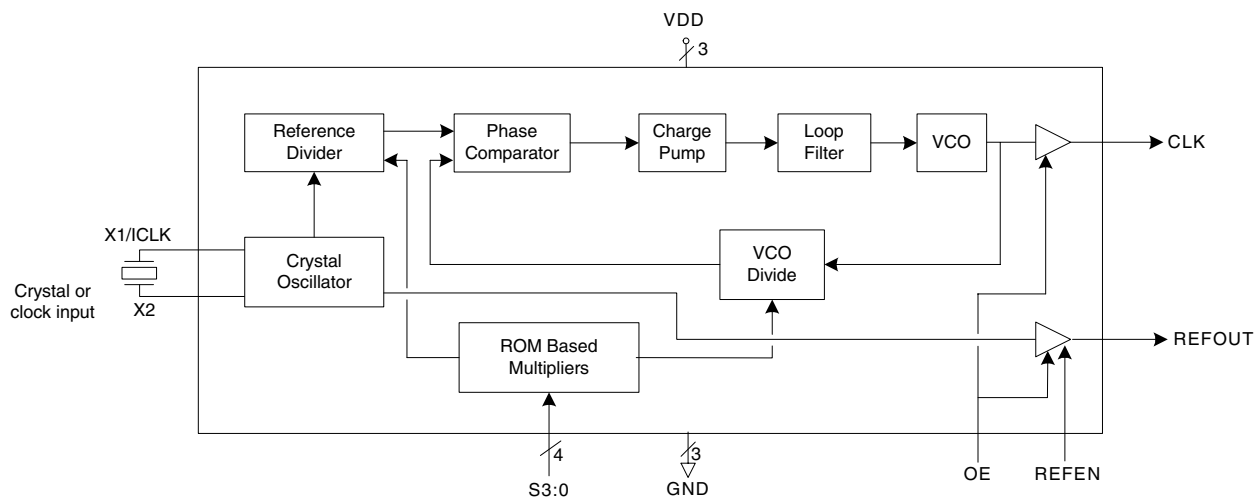 VDD
3
Reference
Divider
Phase
Comparator
Charge
Pump
Loop
Filter
VCO
CLK
X1/ICLK
Crystal
Oscillator
VCO
Divide
Crystal or
clock input
X2
ROM Based
Multipliers
REFOUT
4
3
S3:0
GND
OE
REFEN